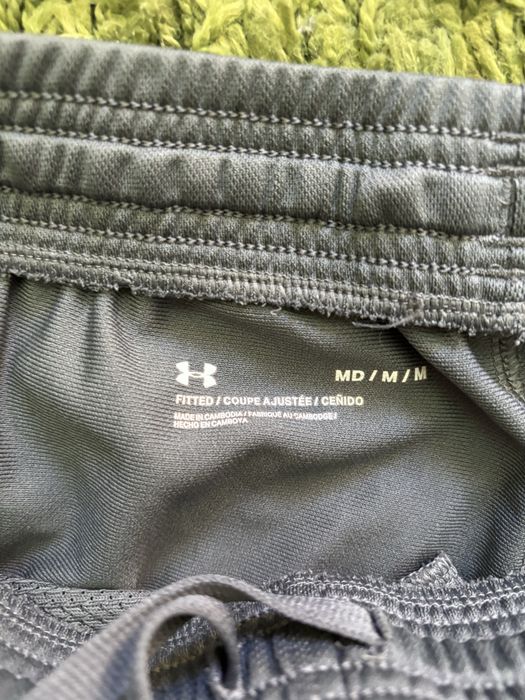 MD / M / M
FITTED / COUPE AJUSTÉE / CEÑIDO
MADE IN CAMBODIA / FABRIQUÉ AU CAMBODGE /
HECHO EN CAMBOYA